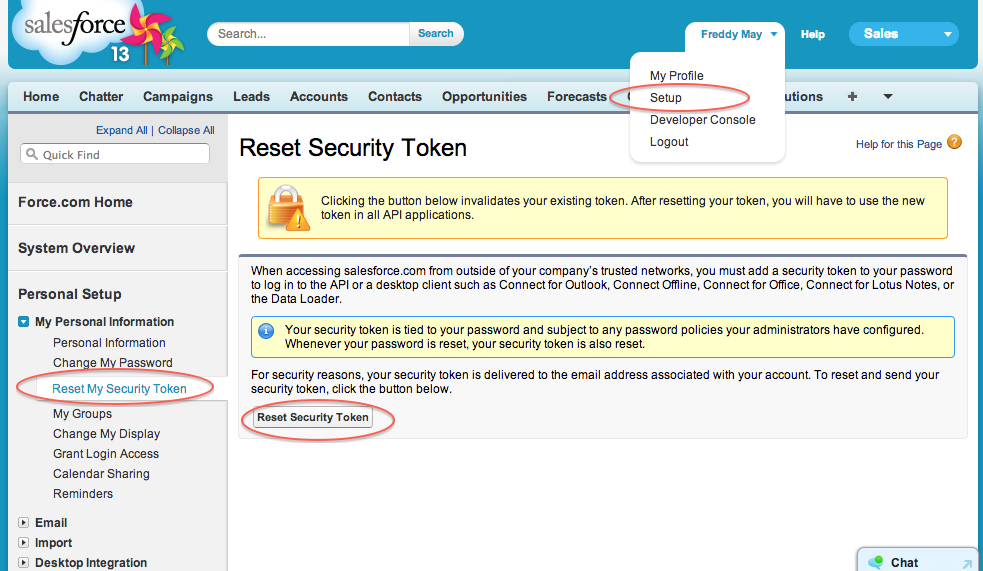 salesforce
13
Search...
Search
Freddy May
Help
Sales
My Profile
Setup
Developer Console
Logout
Home Chatter Campaigns Leads Accounts Contacts Opportunities Forecasts utions
Expand All | Collapse All
Quick Find
Force.com Home
System Overview
Personal Setup
My Personal Information
Personal Information
Change My Password
Reset My Security Token
My Groups
Change My Display
Grant Login Access
Calendar Sharing
Reminders
Email
Import
Desktop Integration
Reset Security Token
Help for this Page ?
Clicking the button below invalidates your existing token. After resetting your token, you will have to use the new
token in all API applications.
When accessing salesforce.com from outside of your company's trusted networks, you must add a security token to your password
to log in to the API or a desktop client such as Connect for Outlook, Connect Offline, Connect for Office, Connect for Lotus Notes, or
the Data Loader.
Your security token is tied to your password and subject to any password policies your administrators have configured.
Whenever your password is reset, your security token is also reset.
For security reasons, your security token is delivered to the email address associated with your account. To reset and send your
security token, click the button below.
Reset Security Token
Chat